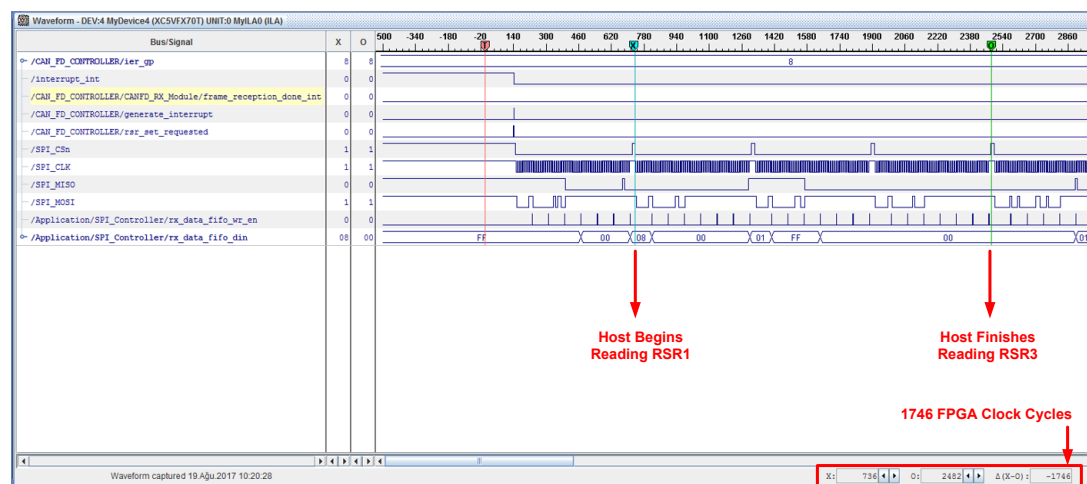 Waveform - DEV:4 MyDevice4 (XC5VFX70T) UNIT:0 MyILA0 (ILA)
Bus/Signal X O 500 -340 -180 -20 140 300 460 620 780 940 1100 1260 1420 1580 1740 1900 2060 2220 2380 2540 2700 2860
T X O
/CAN_FD_CONTROLLER/ier_gp 8 8 8
/interrupt_int 0 0
/CAN_FD_CONTROLLER/CANFD_RX_Module/frame_reception_done_int 0 0
/CAN_FD_CONTROLLER/generate_interrupt 0 0
/CAN_FD_CONTROLLER/rsr_set_requested 0 0
/SPI_CSn 1 1
/SPI_CLK 1 1
/SPI_MISO 0 0
/SPI_MOSI 1 1
/Application/SPI_Controller/rx_data_fifo_wr_en 0 0
/Application/SPI_Controller/rx_data_fifo_din 08 00 FF 00 08 00 01 FF 00 01
Host Begins
Reading RSR1
Host Finishes
Reading RSR3
1746 FPGA Clock Cycles
Waveform captured 19.Ağu.2017 10:20:28 X: 736 O: 2482 Δ(X-O): -1746